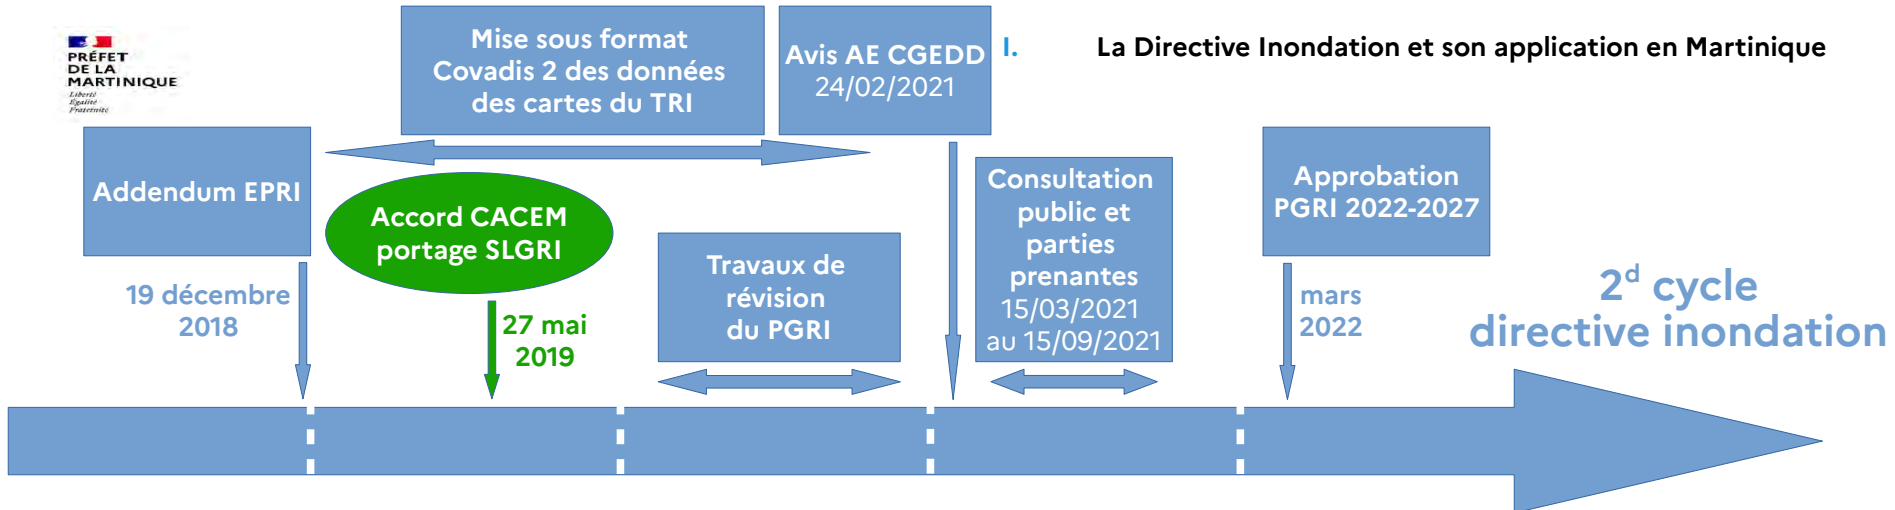 PRÉFET
DE LA
MARTINIQUE
Liberté
Égalité
Fraternité
I. La Directive Inondation et son application en Martinique
Mise sous format
Covadis 2 des données
des cartes du TRI
Avis AE CGEDD
24/02/2021
Addendum EPRI
Accord CACEM
portage SLGRI
Travaux de
révision
du PGRI
Consultation
public et
parties
prenantes
15/03/2021
au 15/09/2021
Approbation
PGRI 2022-2027
19 décembre
2018
27 mai
2019
mars
2022
2d cycle
directive inondation